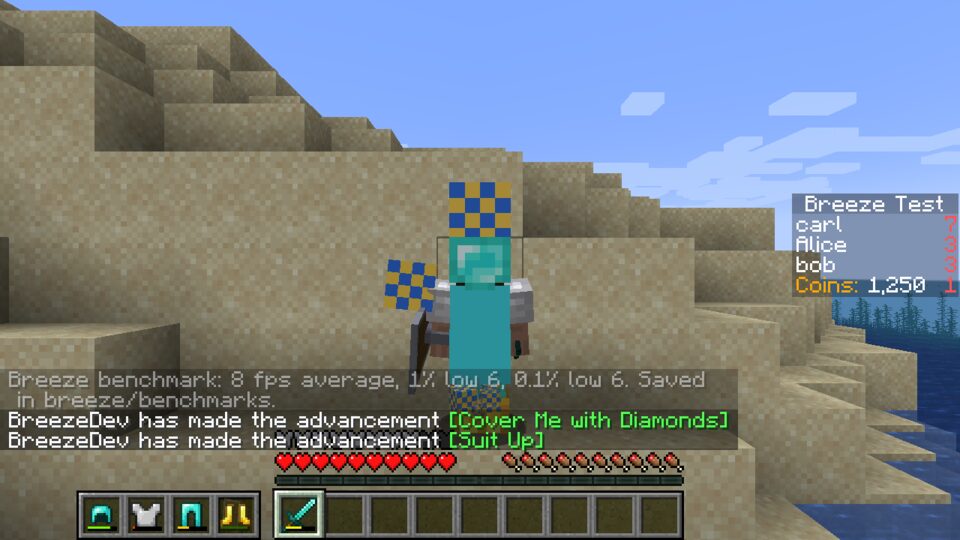 Breeze Test
carl
Alice 3
bob
Coins: 1,250 1
Breeze benchmark: 8 fps average, 1% low 6, 0.1% low 6. Saved
in breeze/benchmarks.
BreezeDev has made the advancement [Cover Me with Diamonds]
BreezeDev has made the advancement [Suit Up]